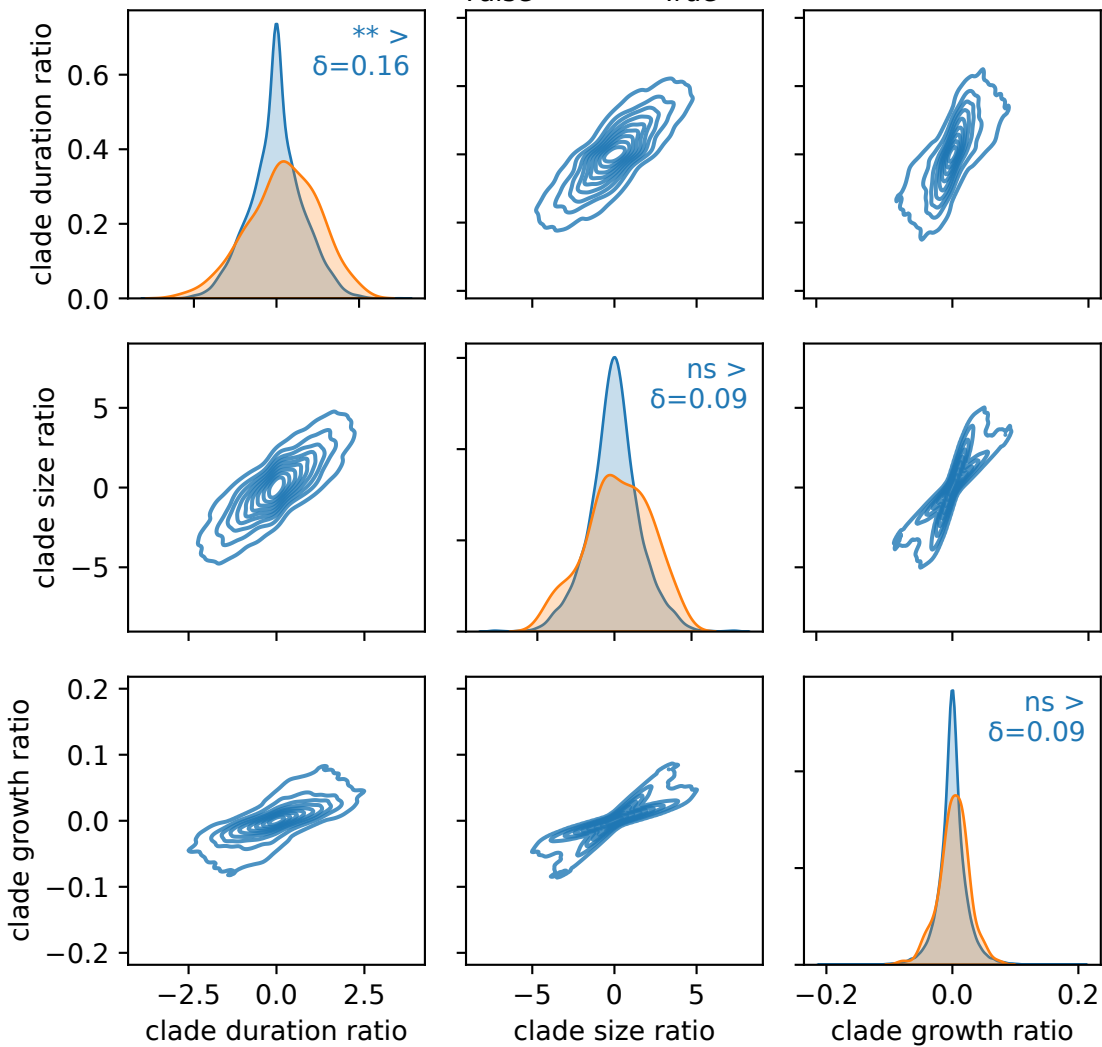 ** >
δ=0.16
clade duration ratio
0.6
0.4
0.2
0.0
ns >
δ=0.09
clade size ratio
5
0
−5
ns >
δ=0.09
clade growth ratio
0.2
0.1
0.0
−0.1
−0.2
−2.5 0.0 2.5
−5 0 5
−0.2 0.0 0.2
clade duration ratio
clade size ratio
clade growth ratio